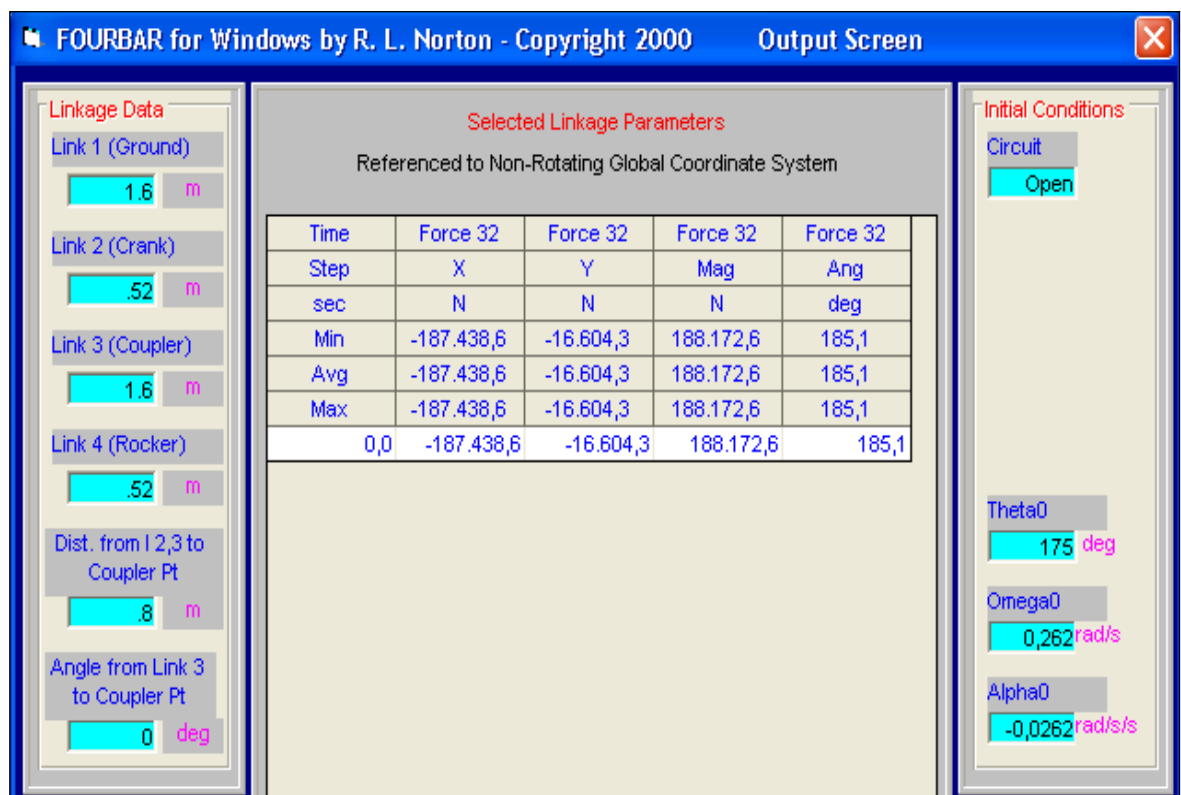 FOURBAR for Windows by R. L. Norton - Copyright 2000 Output Screen
Linkage Data
Link 1 (Ground)
1.6 m
Link 2 (Crank)
.52 m
Link 3 (Coupler)
1.6 m
Link 4 (Rocker)
.52 m
Dist. from I 2,3 to
Coupler Pt
.8 m
Angle from Link 3
to Coupler Pt
0 deg
Selected Linkage Parameters
Referenced to Non-Rotating Global Coordinate System
Time Force 32 Force 32 Force 32 Force 32
Step X Y Mag Ang
sec N N N deg
Min -187.438,6 -16.604,3 188.172,6 185,1
Avg -187.438,6 -16.604,3 188.172,6 185,1
Max -187.438,6 -16.604,3 188.172,6 185,1
0,0 -187.438,6 -16.604,3 188.172,6 185,1
Initial Conditions
Circuit
Open
Theta0
175 deg
Omega0
0,262 rad/s
Alpha0
-0,0262 rad/s/s